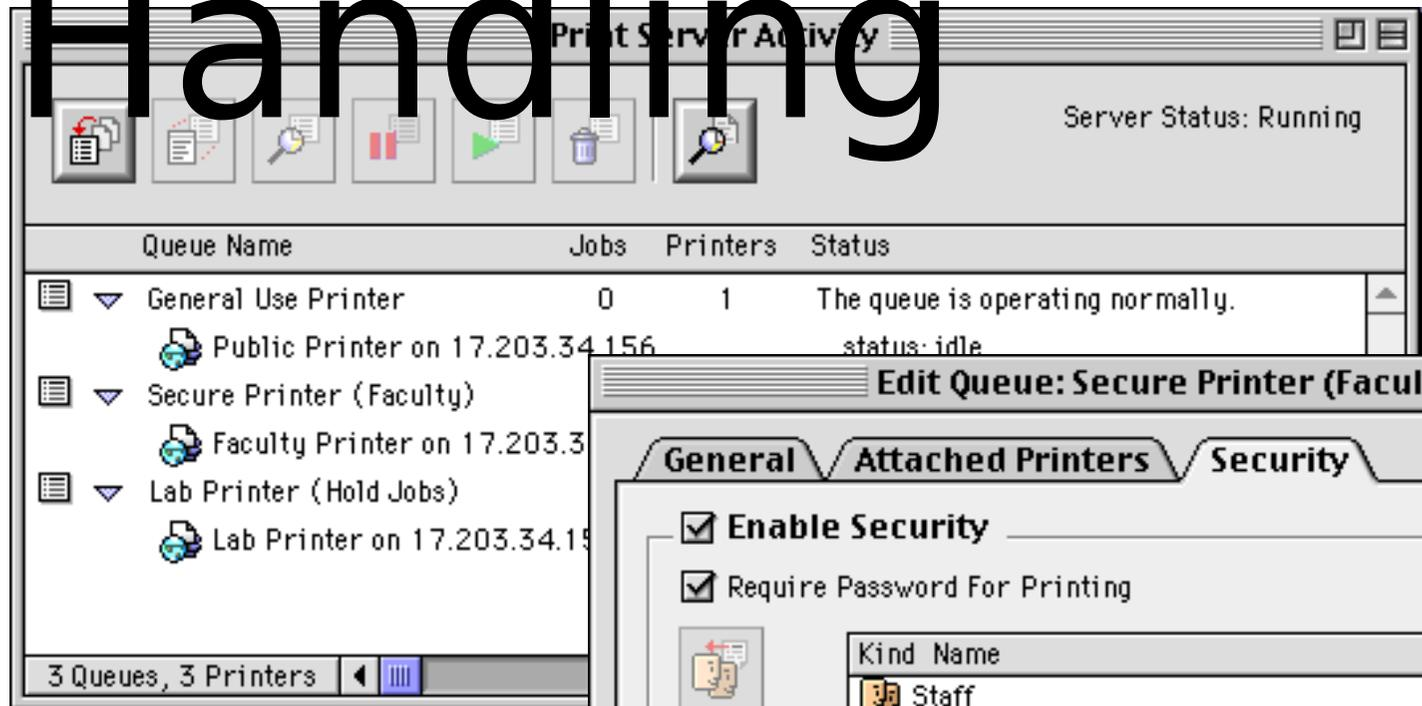 Handling
Print Server Activity
Server Status: Running
Queue Name Jobs Printers Status
General Use Printer 0 1 The queue is operating normally.
Public Printer on 17.203.34.156 status: idle
Secure Printer (Faculty)
Faculty Printer on 17.203.3
Lab Printer (Hold Jobs)
Lab Printer on 17.203.34.15
3 Queues, 3 Printers
Edit Queue: Secure Printer (Facul
General Attached Printers Security
Enable Security
Require Password For Printing
Kind Name
Staff